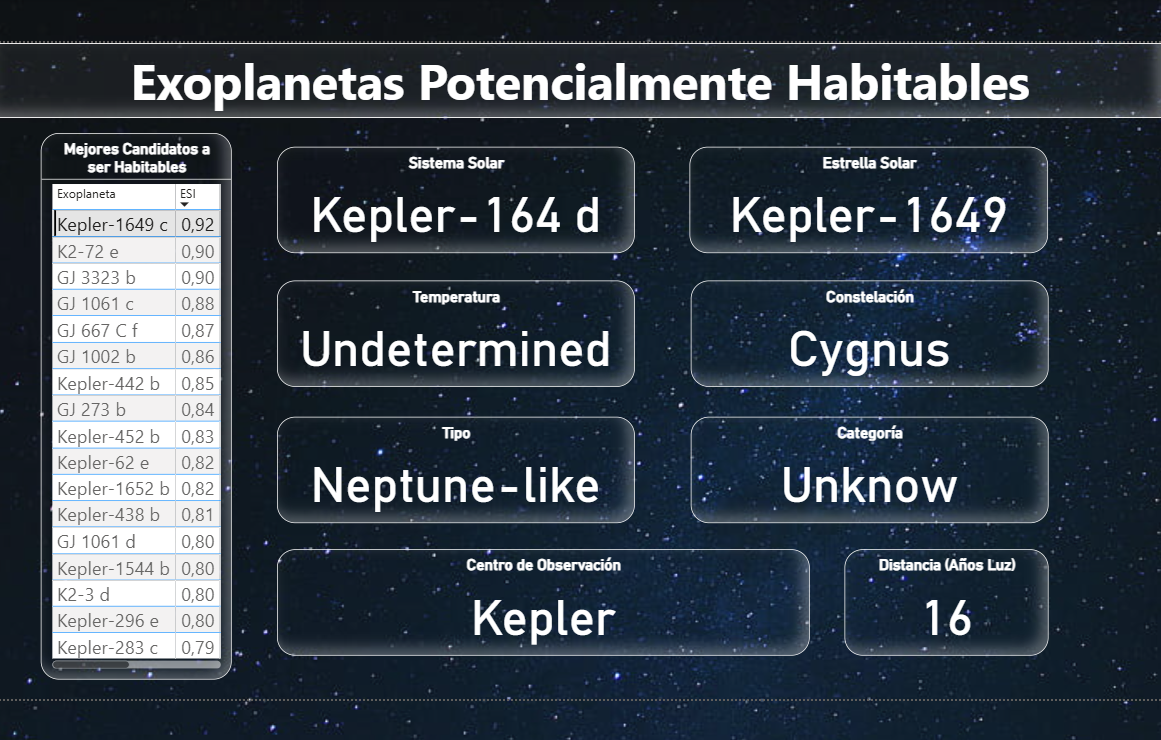 Exoplanetas Potencialmente Habitables
Mejores Candidatos a
ser Habitables
Exoplaneta ESI
Kepler-1649 c 0,92
K2-72 e 0,90
GJ 3323 b 0,90
GJ 1061 c 0,88
GJ 667 C f 0,87
GJ 1002 b 0,86
Kepler-442 b 0,85
GJ 273 b 0,84
Kepler-452 b 0,83
Kepler-62 e 0,82
Kepler-1652 b 0,82
Kepler-438 b 0,81
GJ 1061 d 0,80
Kepler-1544 b 0,80
K2-3 d 0,80
Kepler-296 e 0,80
Kepler-283 c 0,79
Sistema Solar
Kepler-164 d
Estrella Solar
Kepler-1649
Temperatura
Undetermined
Constelación
Cygnus
Tipo
Neptune-like
Categoría
Unknow
Centro de Observación
Kepler
Distancia (Años Luz)
16